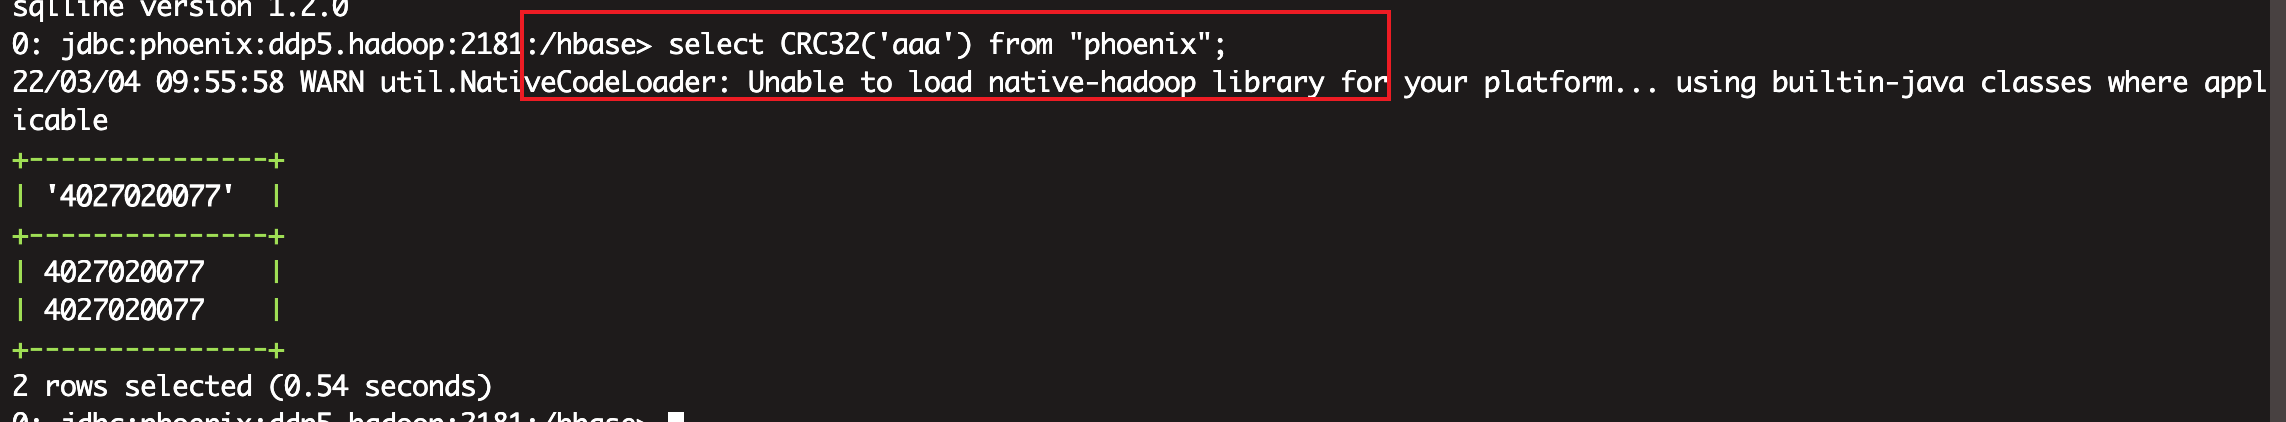 sqlline version 1.2.0
0: jdbc:phoenix:ddp5.hadoop:2181:/hbase> select CRC32('aaa') from "phoenix";
22/03/04 09:55:58 WARN util.NativeCodeLoader: Unable to load native-hadoop library for your platform... using builtin-java classes where appl
icable
+---------------+
| '4027020077'  |
+---------------+
| 4027020077    |
| 4027020077    |
+---------------+
2 rows selected (0.54 seconds)
0: jdbc:phoenix:ddp5.hadoop:2181:/hbase>